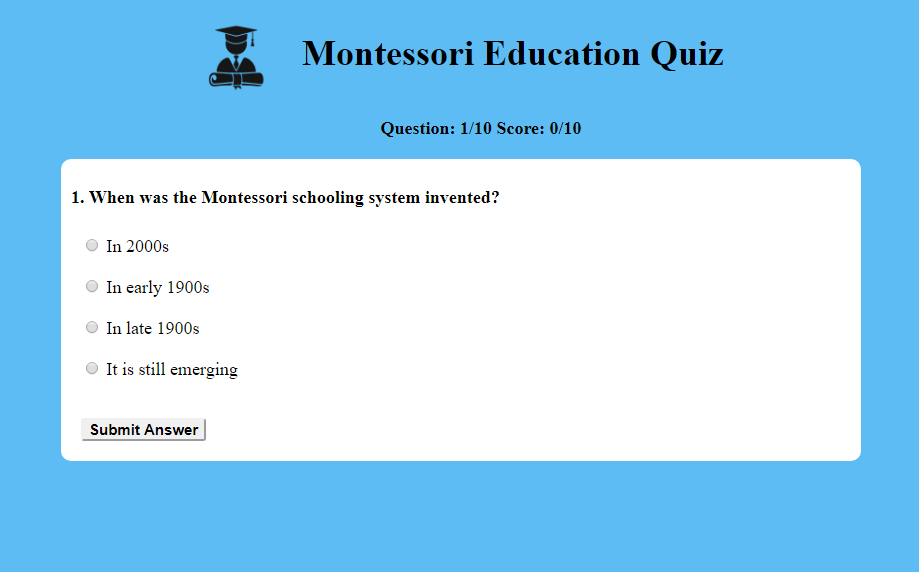 Montessori Education Quiz
Question: 1/10 Score: 0/10
1. When was the Montessori schooling system invented?
In 2000s
In early 1900s
In late 1900s
It is still emerging
Submit Answer